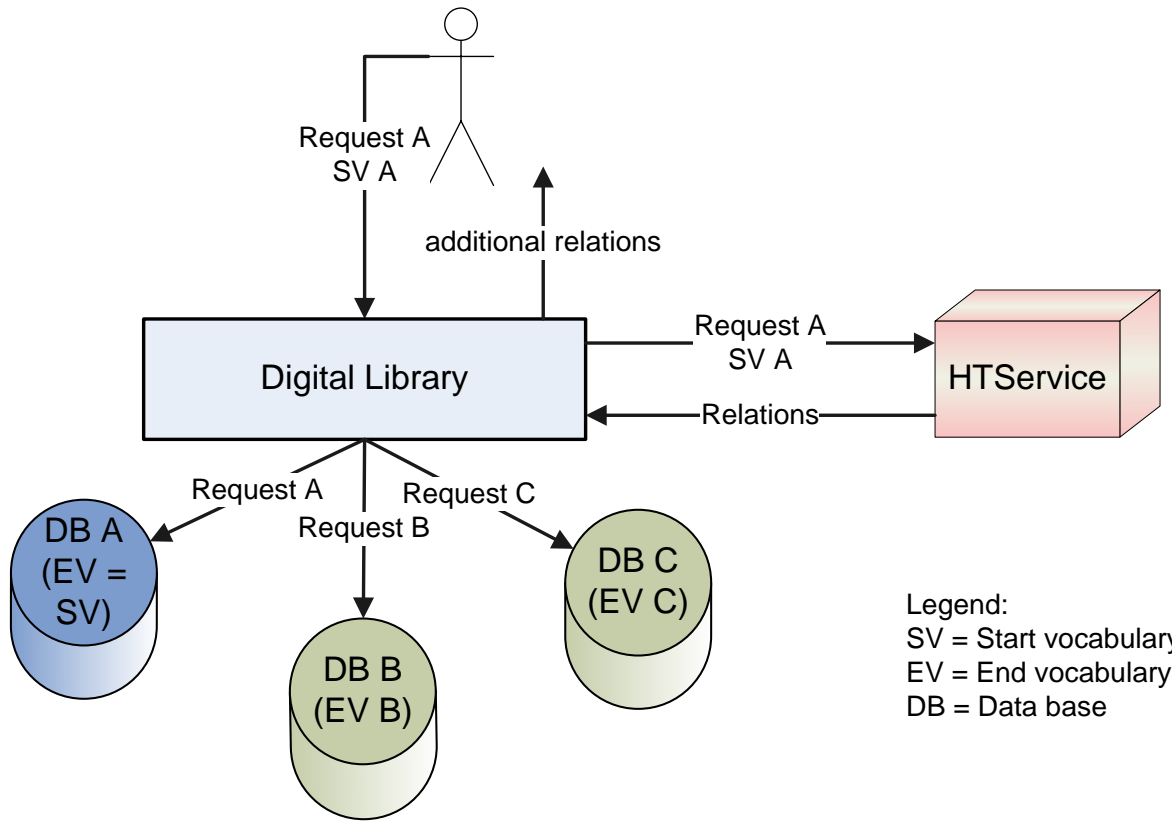 Request A
SV A
additional relations
Digital Library
Request A
SV A
HTService
Relations
Request A
Request B
Request C
DB A
(EV =
SV)
DB B
(EV B)
DB C
(EV C)
Legend:
SV = Start vocabulary
EV = End vocabulary
DB = Data base